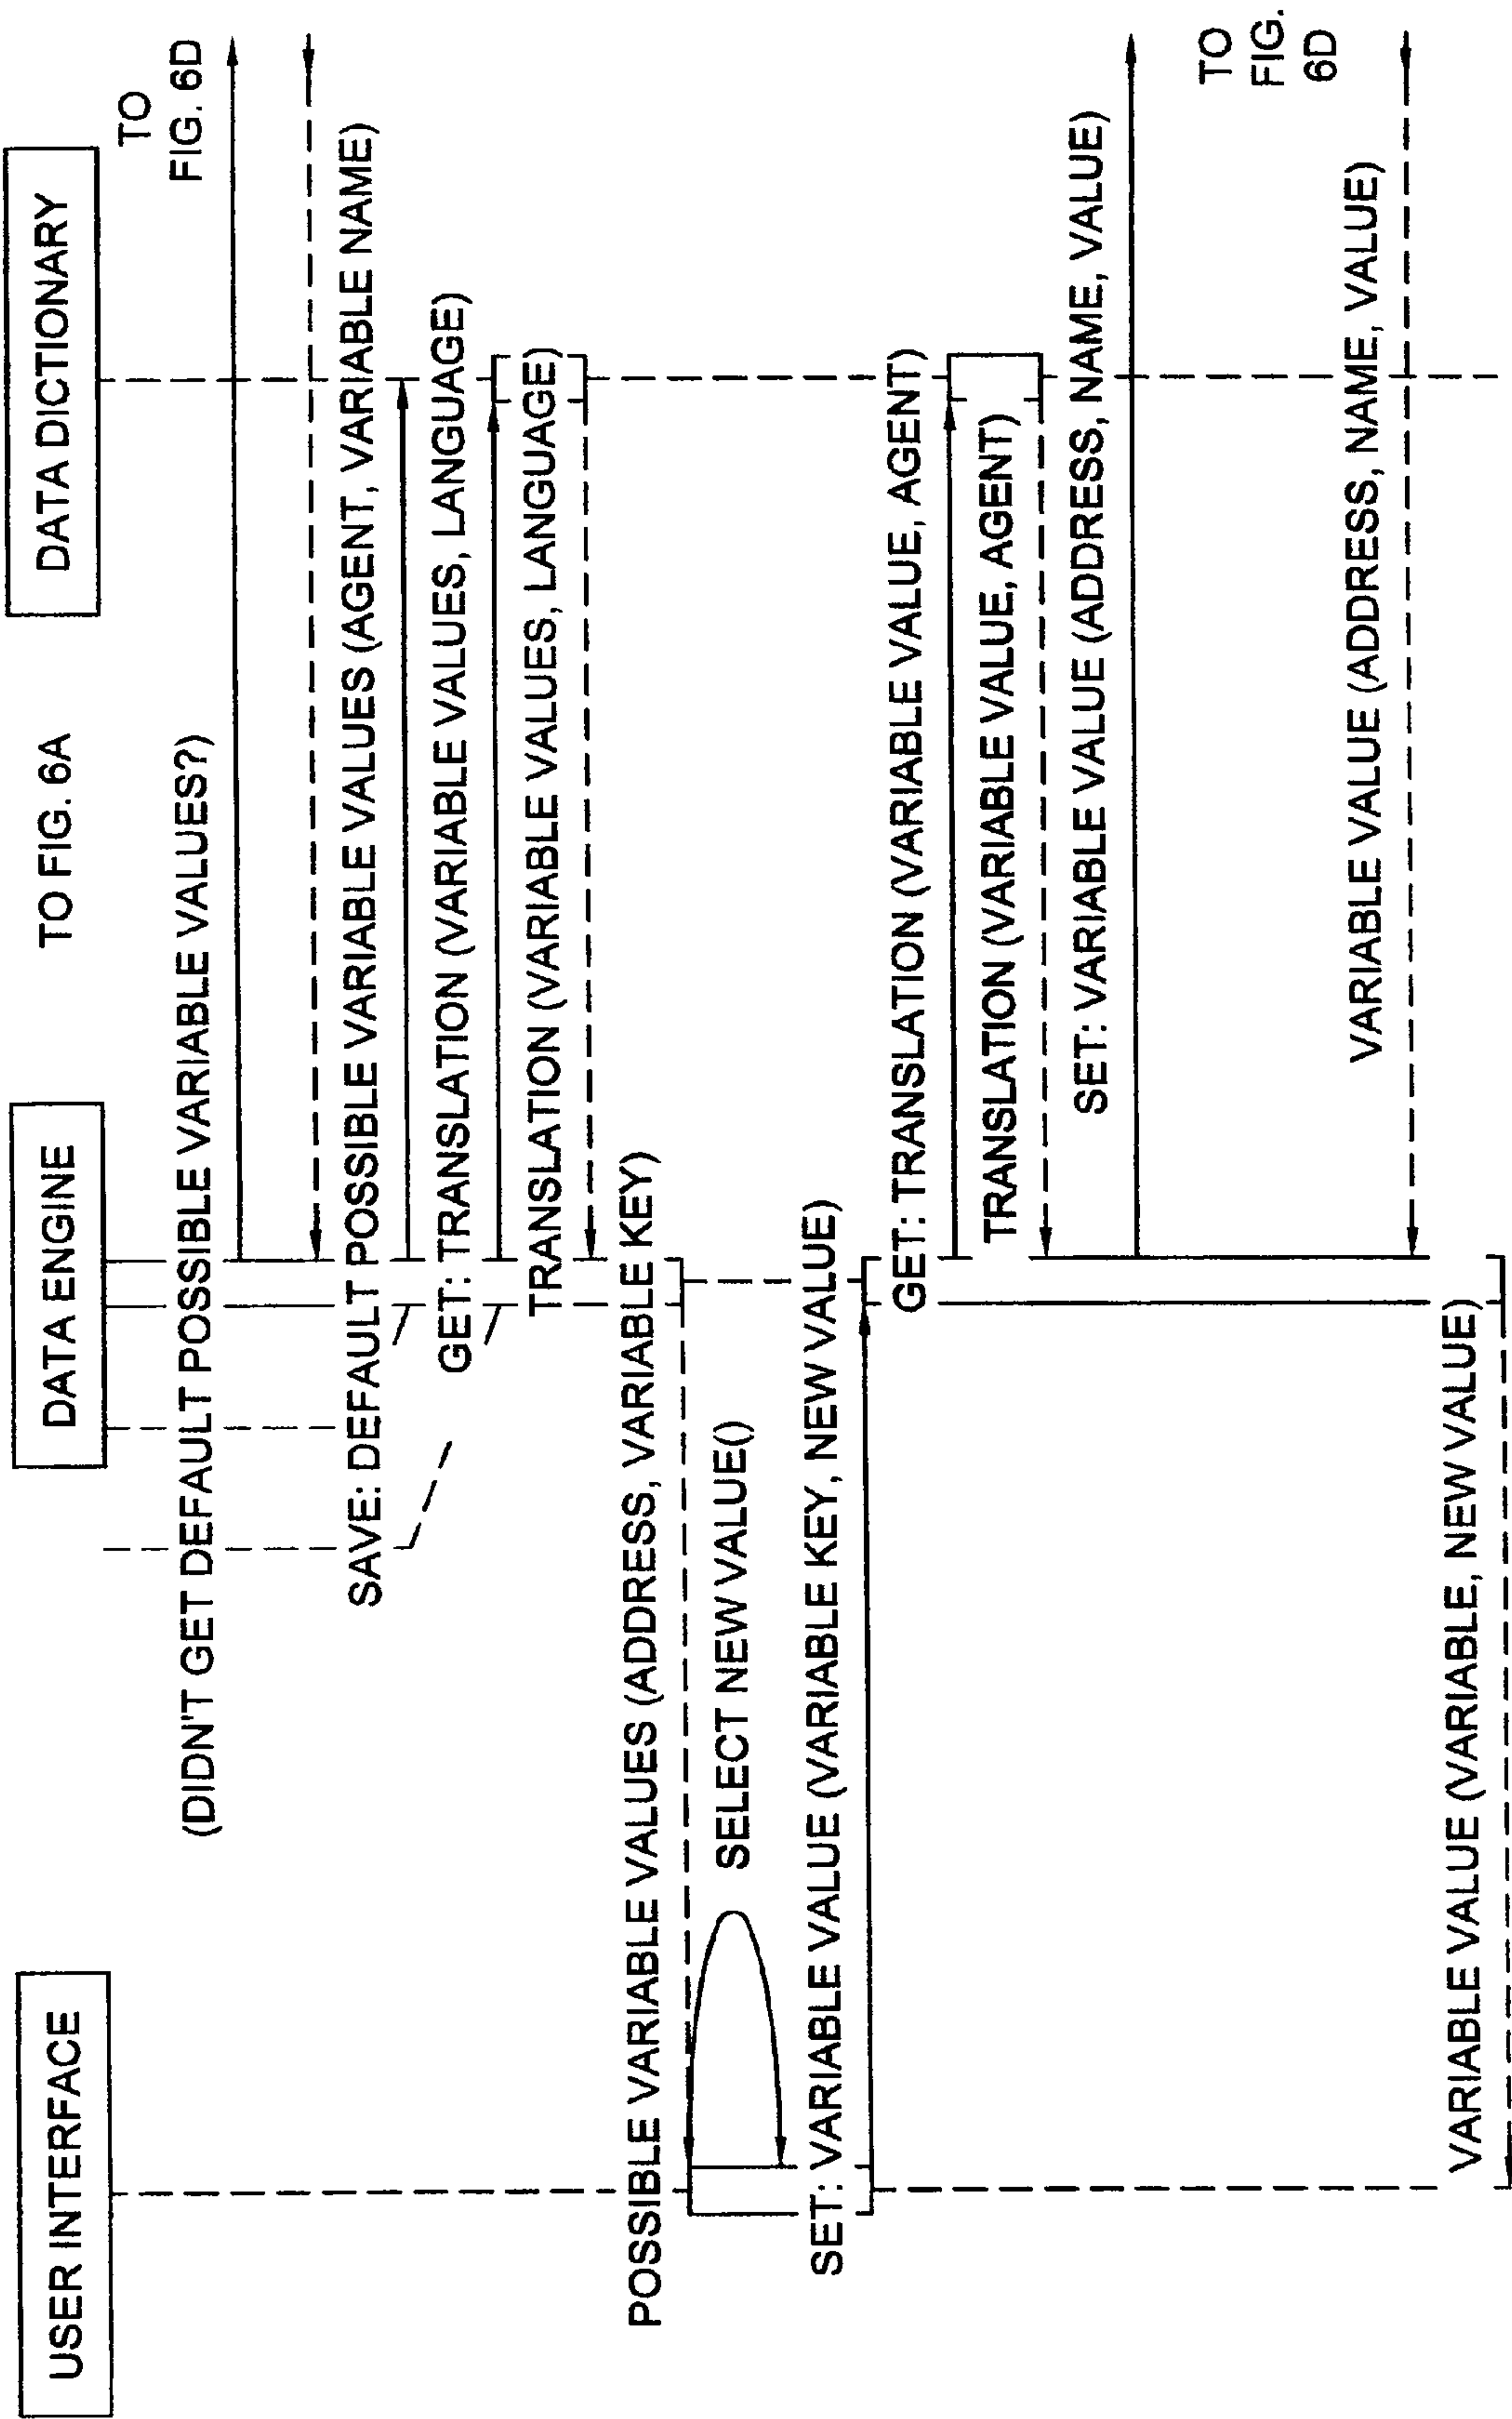 USER INTERFACE
DATA ENGINE
TO FIG. 6A
DATA DICTIONARY
TO
FIG. 6D
(DIDN'T GET DEFAULT POSSIBLE VARIABLE VALUES?)
SAVE: DEFAULT POSSIBLE VARIABLE VALUES (AGENT, VARIABLE NAME)
GET: TRANSLATION (VARIABLE VALUES, LANGUAGE)
TRANSLATION (VARIABLE VALUES, LANGUAGE)
POSSIBLE VARIABLE VALUES (ADDRESS, VARIABLE KEY)
SELECT NEW VALUE()
SET: VARIABLE VALUE (VARIABLE KEY, NEW VALUE)
GET: TRANSLATION (VARIABLE VALUE, AGENT)
TRANSLATION (VARIABLE VALUE, AGENT)
SET: VARIABLE VALUE (ADDRESS, NAME, VALUE)
TO
FIG.
6D
VARIABLE VALUE (ADDRESS, NAME, VALUE)
VARIABLE VALUE (VARIABLE, NEW VALUE)